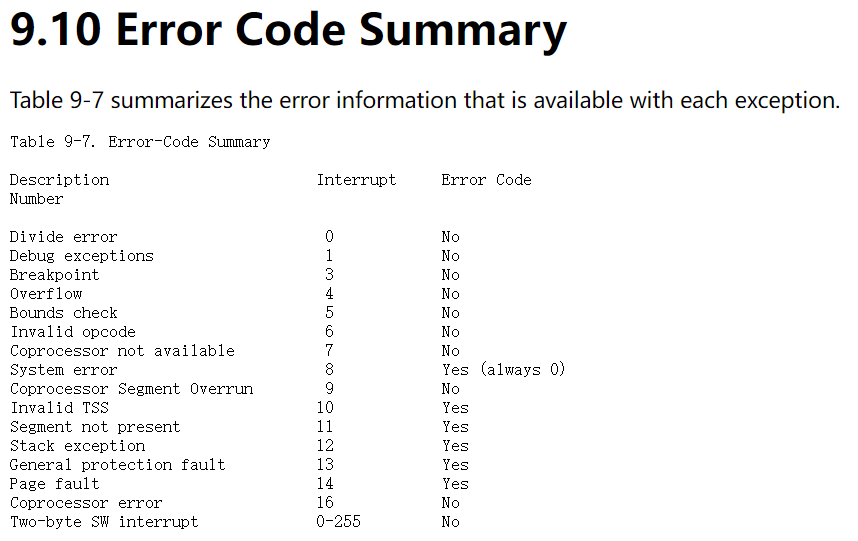 9.10 Error Code Summary
Table 9-7 summarizes the error information that is available with each exception.
Table 9-7. Error-Code Summary
Description Interrupt Error Code
Number
Divide error 0 No
Debug exceptions 1 No
Breakpoint 3 No
Overflow 4 No
Bounds check 5 No
Invalid opcode 6 No
Coprocessor not available 7 No
System error 8 Yes (always 0)
Coprocessor Segment Overrun 9 No
Invalid TSS 10 Yes
Segment not present 11 Yes
Stack exception 12 Yes
General protection fault 13 Yes
Page fault 14 Yes
Coprocessor error 16 No
Two-byte SW interrupt 0-255 No